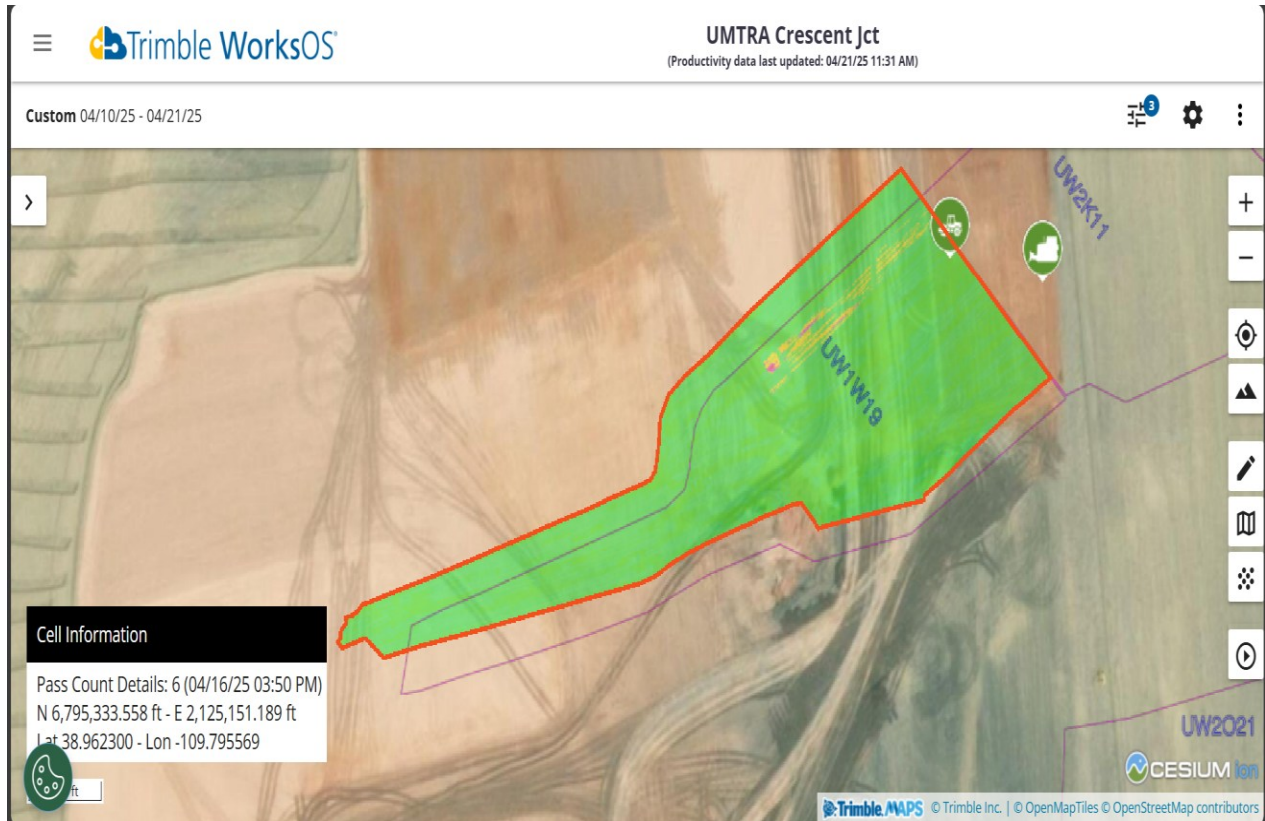 Trimble WorksOS
UMTRA Crescent Jct
(Productivity data last updated: 04/21/25 11:31 AM)
Custom 04/10/25 - 04/21/25
3
UW2K11
UW1W19
Cell Information
Pass Count Details: 6 (04/16/25 03:50 PM)
N 6,795,333.558 ft - E 2,125,151.189 ft
Lat 38.962300 - Lon -109.795569
UW2O21
CESIUM ion
ft
Trimble MAPS © Trimble Inc. | © OpenMapTiles © OpenStreetMap contributors